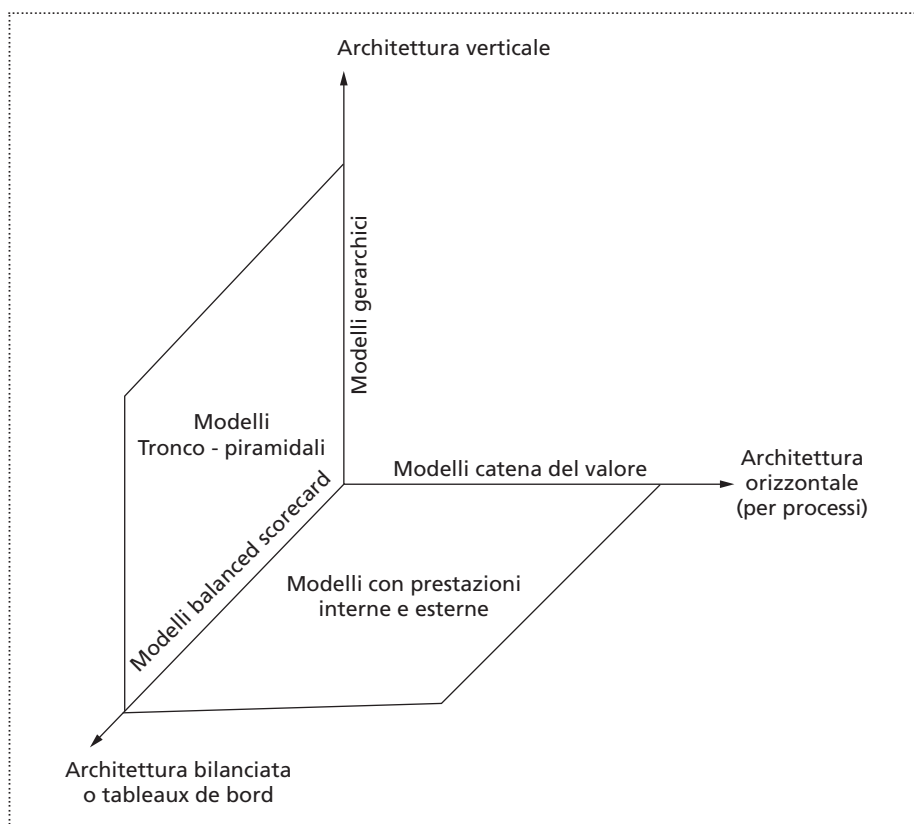 Architettura verticale
Modelli gerarchici
Modelli
Tronco - piramidali
Modelli catena del valore
Architettura
orizzontale
(per processi)
Modelli balanced scorecard
Modelli con prestazioni
interne e esterne
Architettura bilanciata
o tableaux de bord